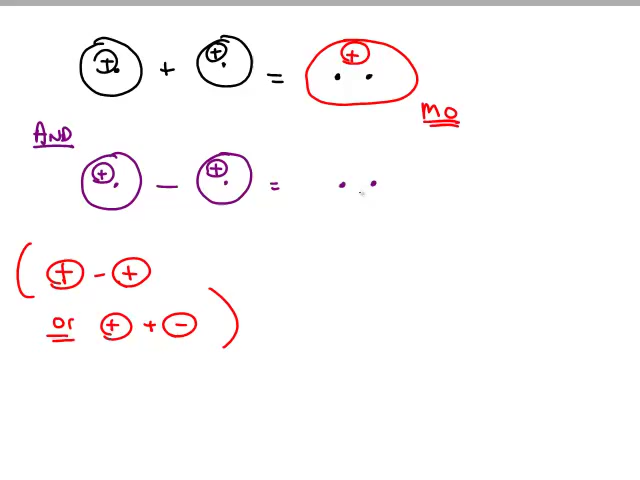 + + + = +
MO
AND
+ - + =
( + - +
or + + - )